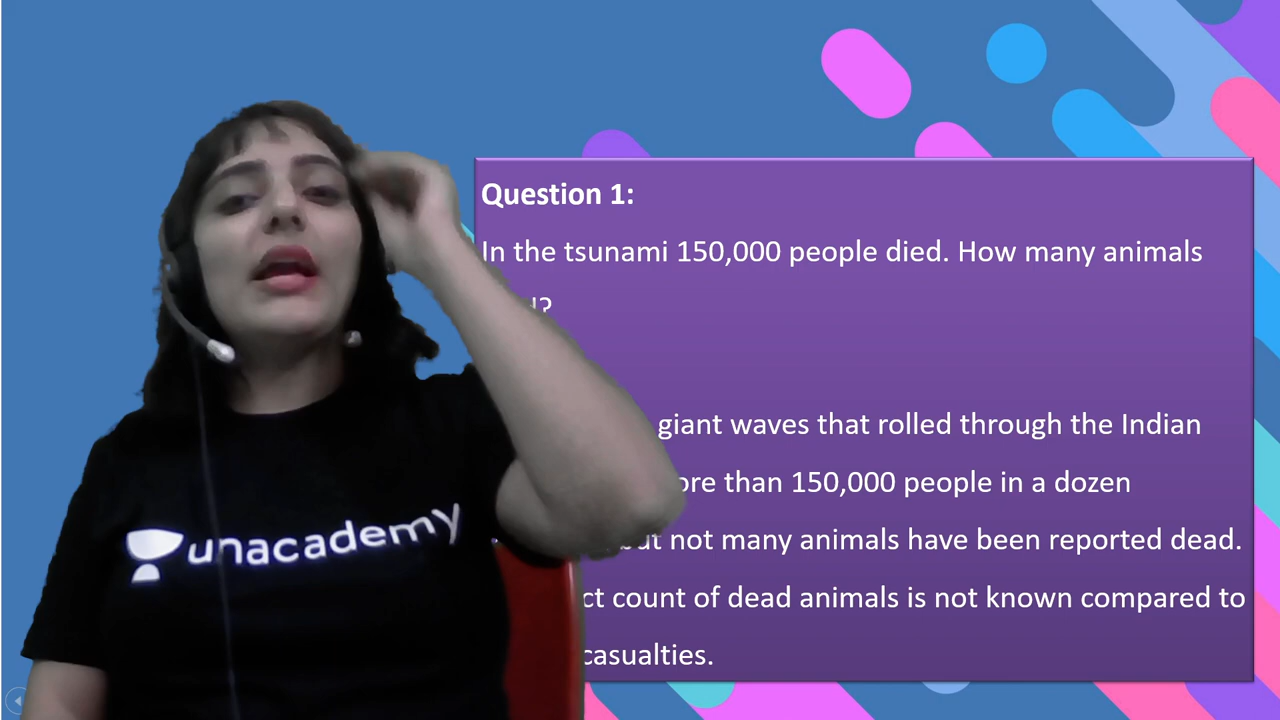 Question 1:
In the tsunami 150,000 people died. How many animals
giant waves that rolled through the Indian
than 150,000 people in a dozen
not many animals have been reported dead.
count of dead animals is not known compared to
casualties.
unacademy